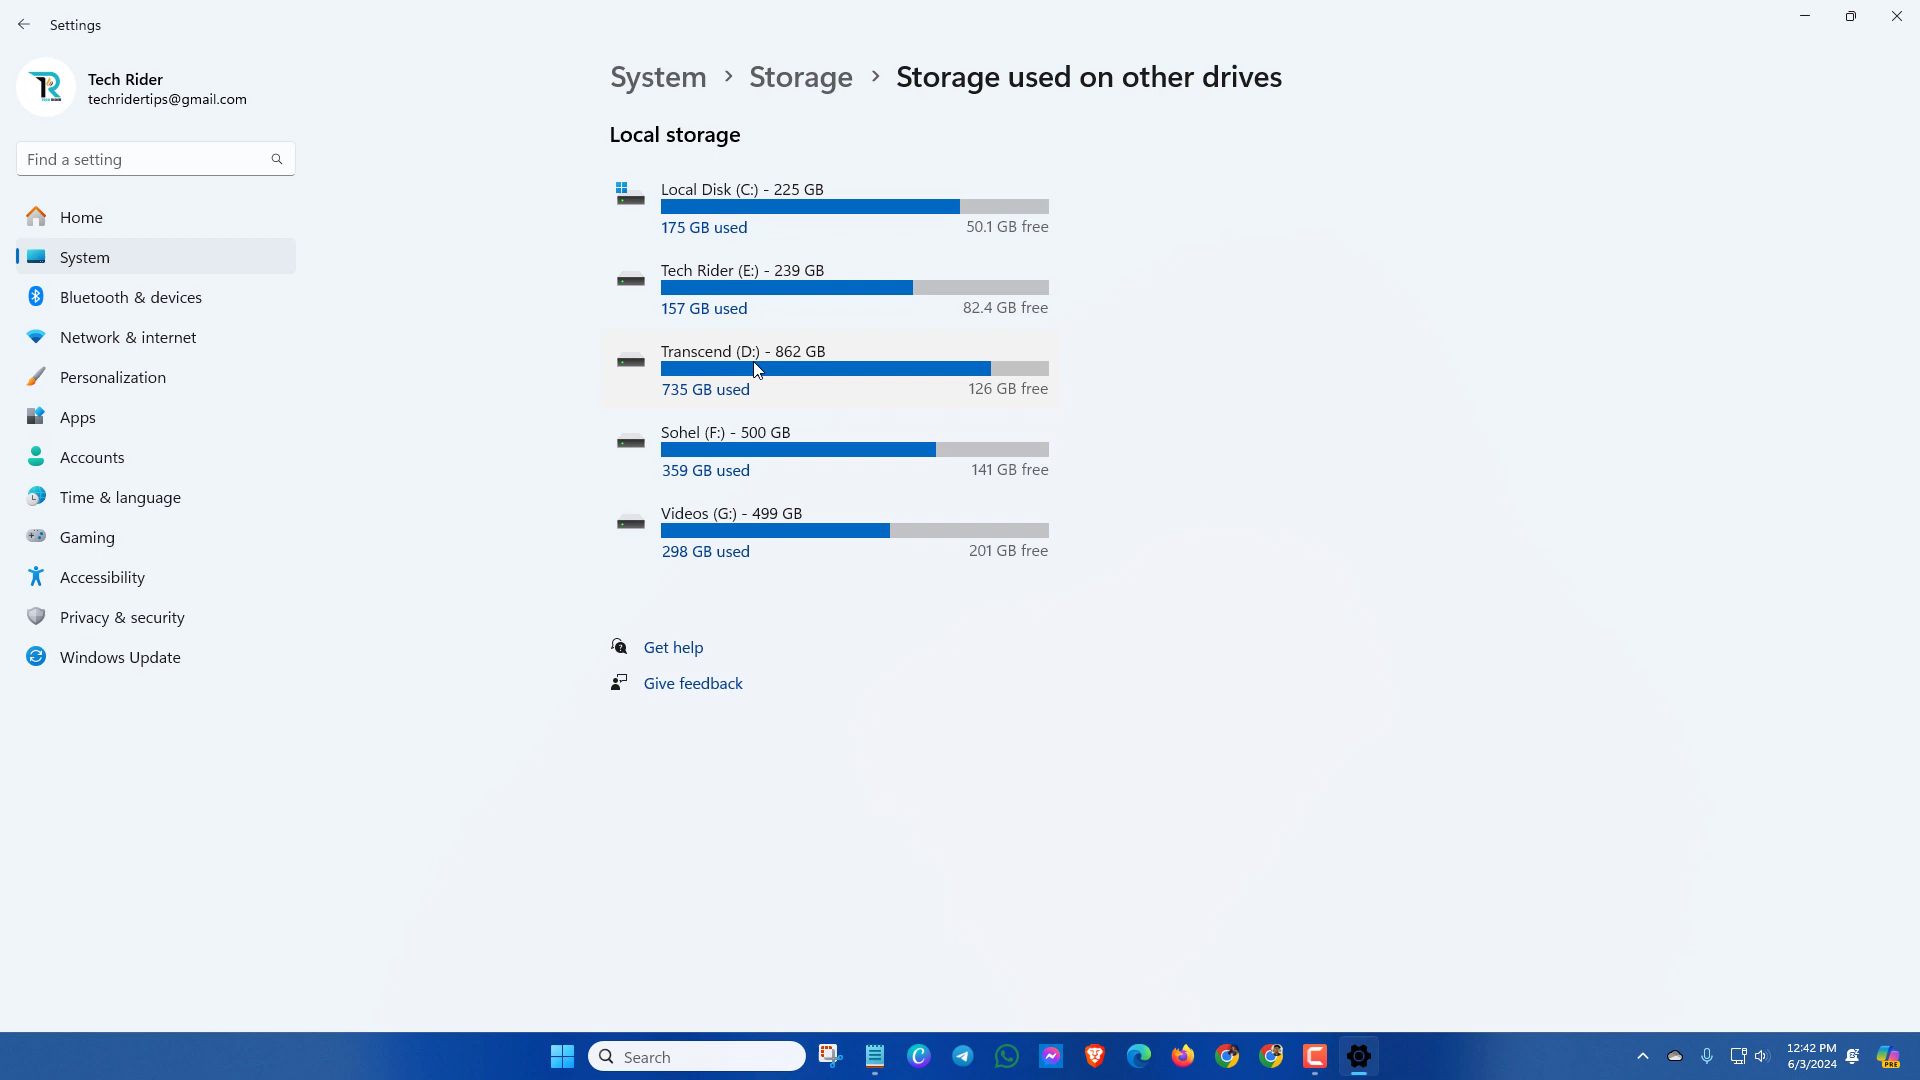 Settings
Tech Rider
techridertips@gmail.com
Find a setting
Home
System
Bluetooth & devices
Network & internet
Personalization
Apps
Accounts
Time & language
Gaming
Accessibility
Privacy & security
Windows Update
System > Storage > Storage used on other drives
Local storage
Local Disk (C:) - 225 GB
175 GB used 50.1 GB free
Tech Rider (E:) - 239 GB
157 GB used 82.4 GB free
Transcend (D:) - 862 GB
735 GB used 126 GB free
Sohel (F:) - 500 GB
359 GB used 141 GB free
Videos (G:) - 499 GB
298 GB used 201 GB free
Get help
Give feedback
Search
12:42 PM
6/3/2024
PRE